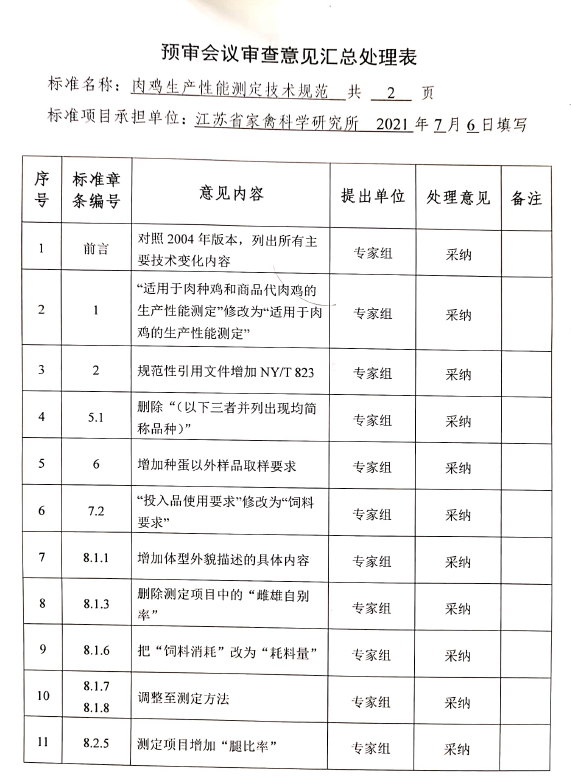 预审会议审查意见汇总处理表
标准名称：肉鸡生产性能测定技术规范 共 2 页
标准项目承担单位：江苏省家禽科学研究所 2021 年 7 月 6 日填写
序号 标准章条编号 意见内容 提出单位 处理意见 备注
1 前言 对照 2004 年版本，列出所有主
要技术变化内容 专家组 采纳
2 1 “适用于肉种鸡和商品代肉鸡的
生产性能测定”修改为“适用于肉
鸡的生产性能测定” 专家组 采纳
3 2 规范性引用文件增加 NY/T 823 专家组 采纳
4 5.1 删除“（以下三者并列出现均简
称品种）” 专家组 采纳
5 6 增加种蛋以外样品取样要求 专家组 采纳
6 7.2 “投入品使用要求”修改为“饲料
要求” 专家组 采纳
7 8.1.1 增加体型外貌描述的具体内容 专家组 采纳
8 8.1.3 删除测定项目中的“雌雄自别
率” 专家组 采纳
9 8.1.6 把“饲料消耗”改为“耗料量” 专家组 采纳
10 8.1.7
8.1.8 调整至测定方法 专家组 采纳
11 8.2.5 测定项目增加“腿比率” 专家组 采纳